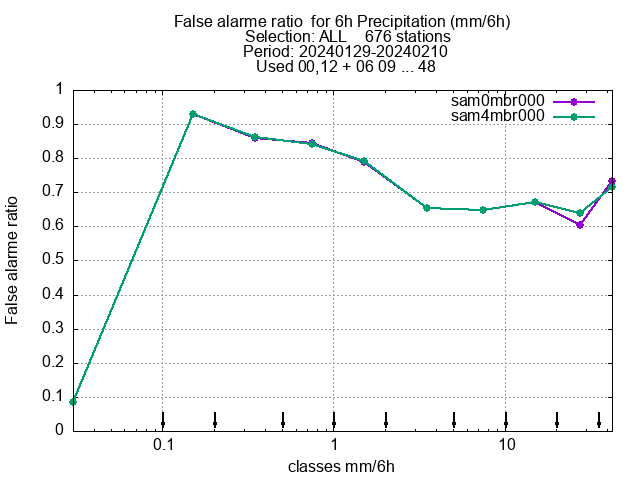 False alarme ratio  for 6h Precipitation (mm/6h)
Selection: ALL    676 stations
Period: 20240129-20240210
Used 00,12 + 06 09 ... 48
sam0mbr000
sam4mbr000
1
0.9
0.8
0.7
0.6
0.5
0.4
0.3
0.2
0.1
0
False alarme ratio
0.1 1 10
classes mm/6h